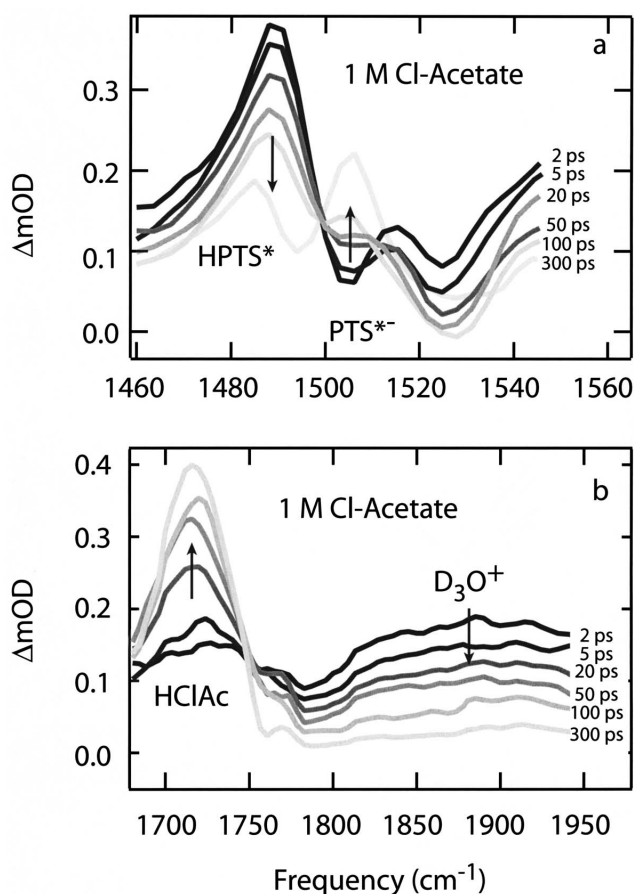 a
1 M Cl-Acetate
ΔmOD
0.3
0.2
0.1
0.0
HPTS*
PTS*⁻
2 ps
5 ps
20 ps
50 ps
100 ps
300 ps
1460 1480 1500 1520 1540 1560
b
1 M Cl-Acetate
ΔmOD
0.4
0.3
0.2
0.1
0.0
HClAc
D₃O⁺
2 ps
5 ps
20 ps
50 ps
100 ps
300 ps
1700 1750 1800 1850 1900 1950
Frequency (cm⁻¹)